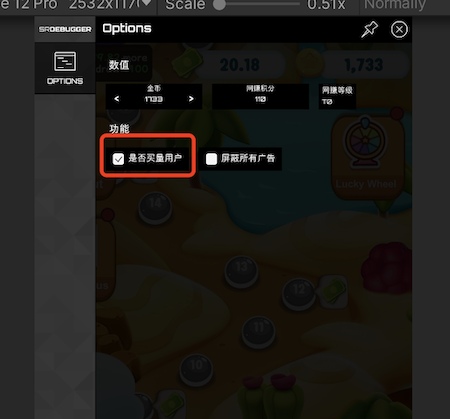 e 12 Pro 2532x1170 Scale 0.51x Normally
SRDEBUGGER Options
OPTIONS
数值
20.18 1,733
金币 网赚积分 网赚等级
< 1733 > 110 T0
功能
是否买量用户 屏蔽所有广告
Lucky Wheel
14
13
12
11
10